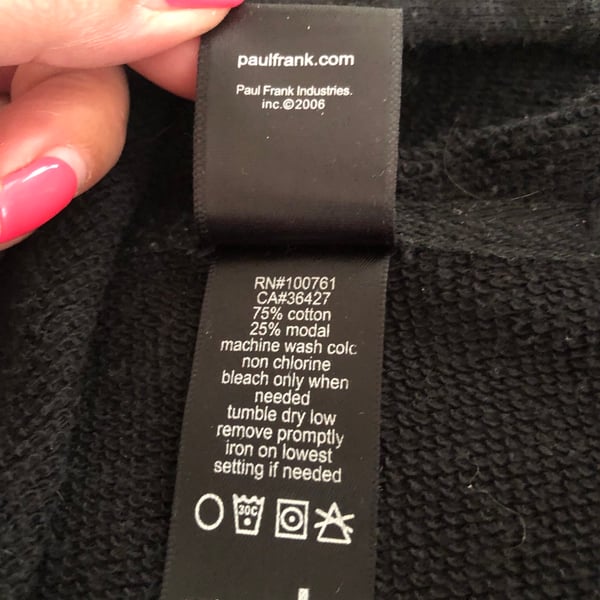 paulfrank.com
Paul Frank Industries.
inc.©2006
RN#100761
CA#36427
75% cotton
25% modal
machine wash cold
non chlorine
bleach only when
needed
tumble dry low
remove promptly
iron on lowest
setting if needed
30C